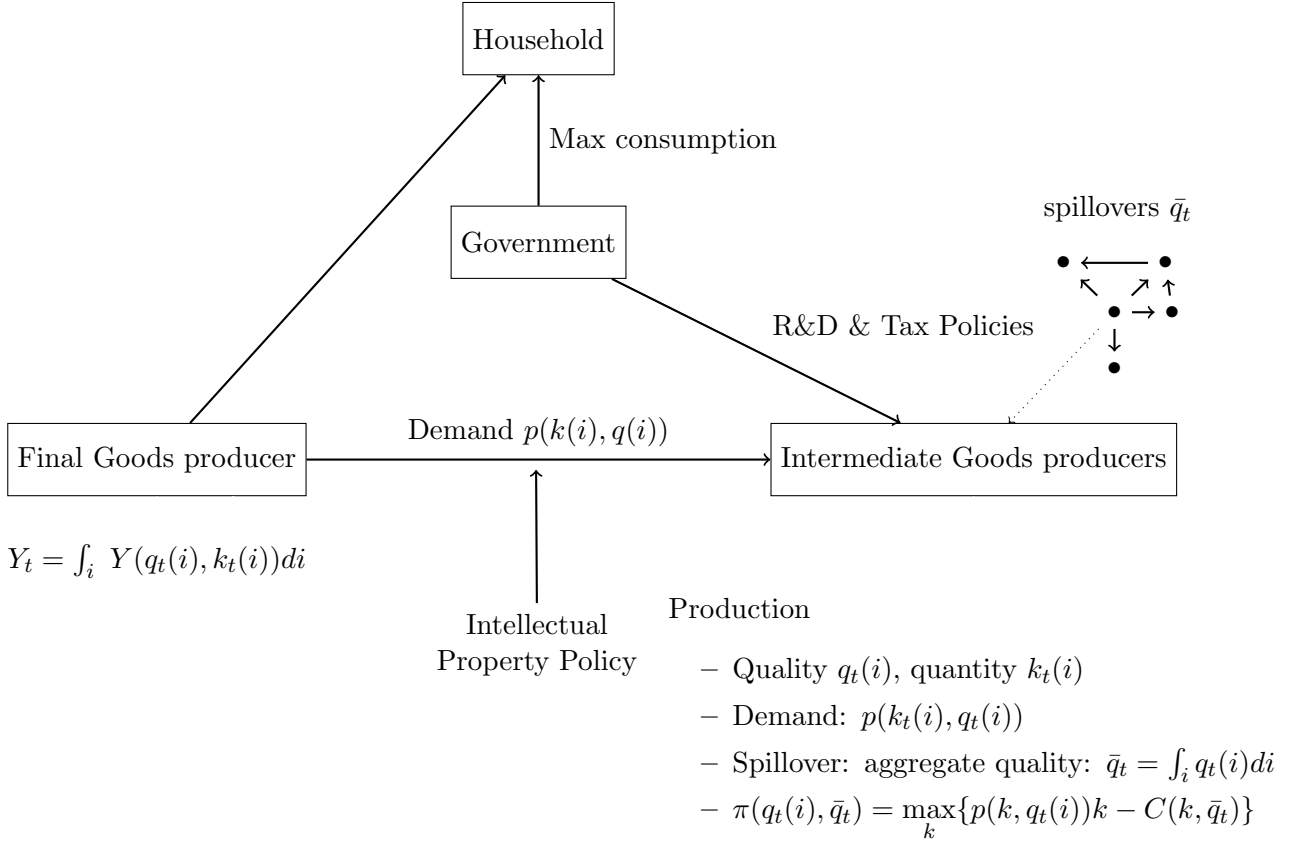 Household
Max consumption
spillovers q̄_t
Government
R&D & Tax Policies
Demand p(k(i), q(i))
Final Goods producer
Intermediate Goods producers
Y_t = ∫_i Y(q_t(i), k_t(i))di
Intellectual
Property Policy
Production
– Quality q_t(i), quantity k_t(i)
– Demand: p(k_t(i), q_t(i))
– Spillover: aggregate quality: q̄_t = ∫_i q_t(i)di
– π(q_t(i), q̄_t) = max_k{p(k, q_t(i))k − C(k, q̄_t)}